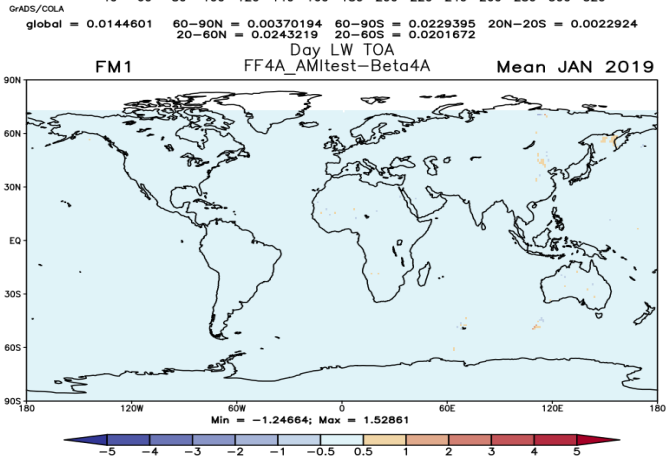 GrADS/COLA
global = 0.0144601 60−90N = 0.00370194 60−90S = 0.0229395 20N−20S = 0.0022924
20−60N = 0.0243219 20−60S = 0.0201672
Day LW TOA
FM1 FF4A_AMItest−Beta4A Mean JAN 2019
90N
60N
30N
EQ
30S
60S
90S
180 120W 60W 0 60E 120E 180
Min = −1.24664; Max = 1.52861
−5 −4 −3 −2 −1 −0.5 0.5 1 2 3 4 5